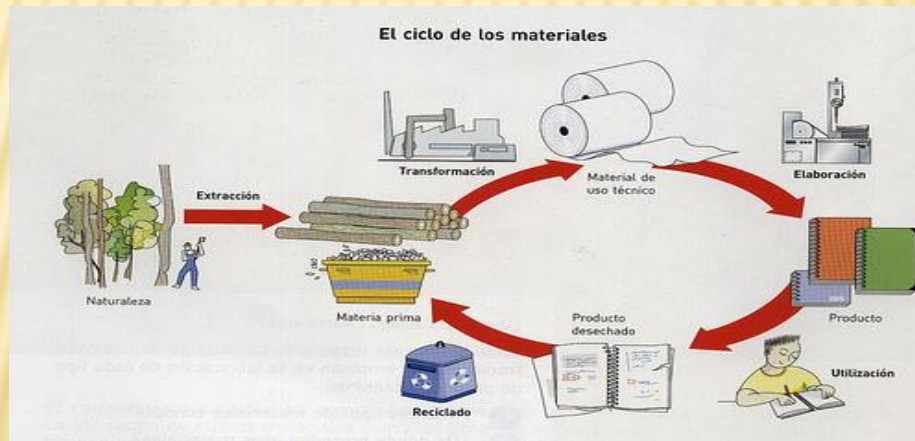 El ciclo de los materiales
Transformación
Material de
uso técnico
Elaboración
Extracción
Naturaleza
Materia prima
Producto
desechado
Producto
Reciclado
Utilización